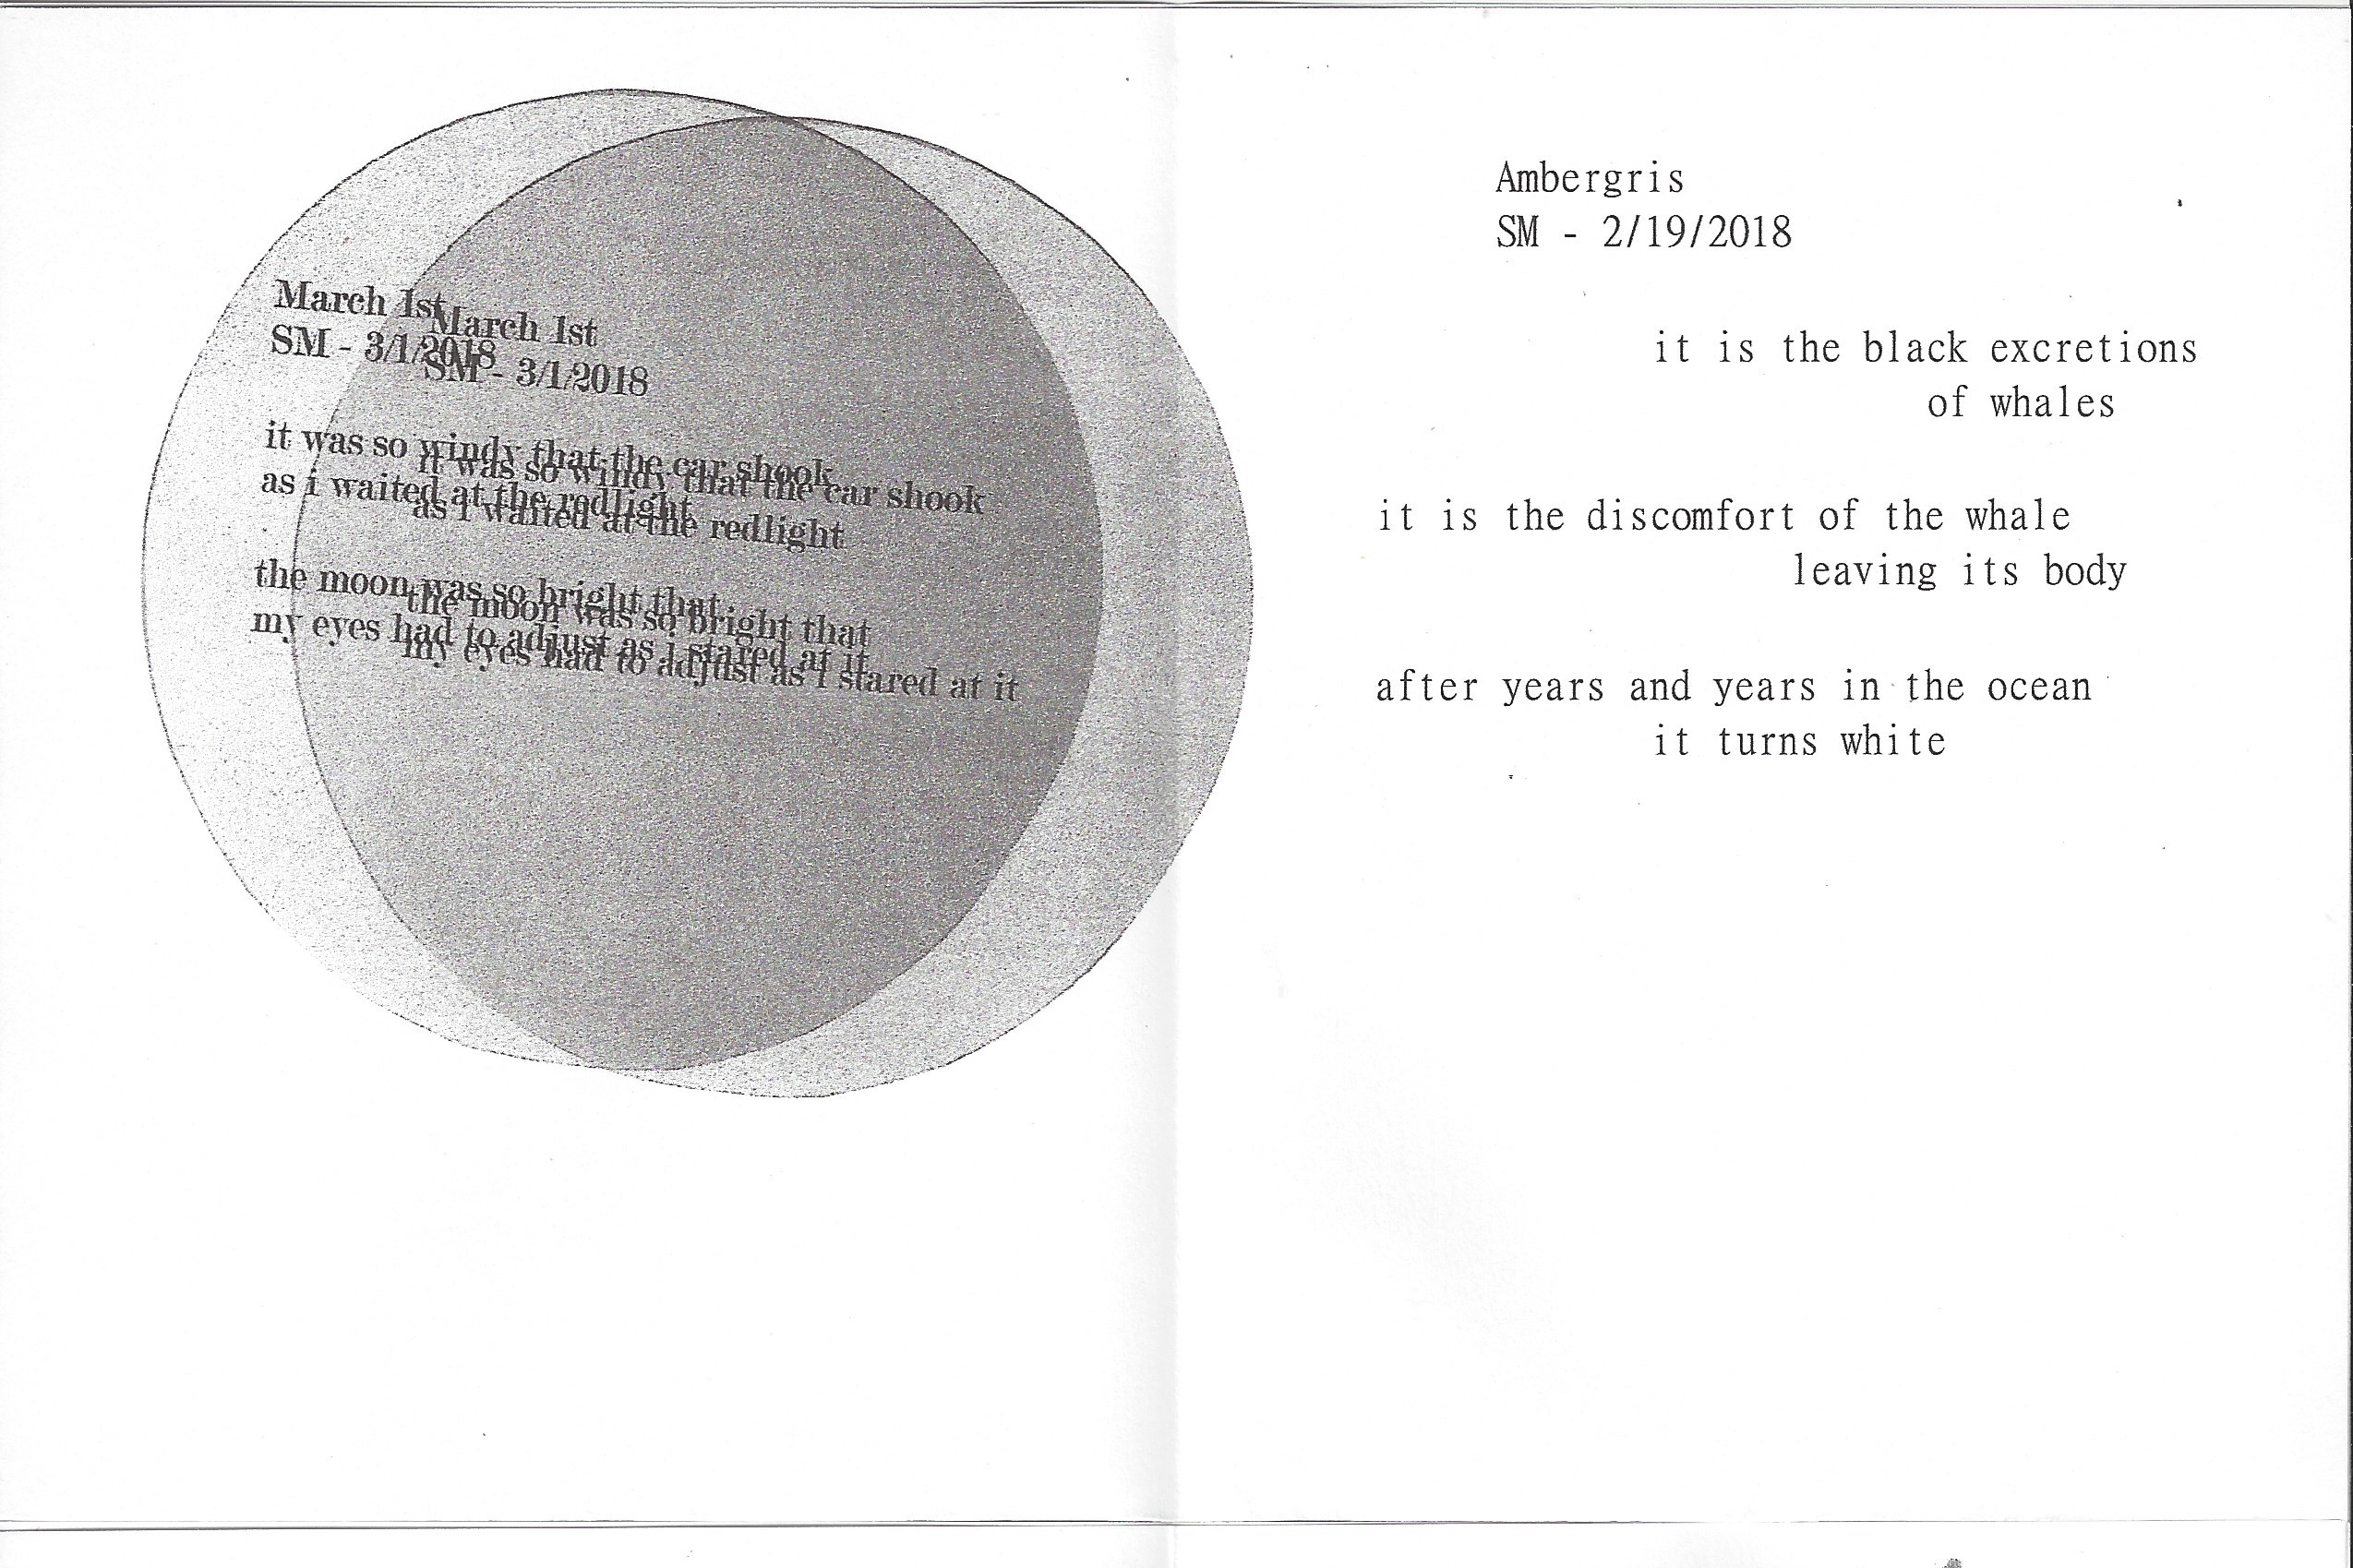 March 1st March 1st
SM - 3/1/2018 SM - 3/1/2018
it was so windy that the car shook
it was so windy that the car shook
as i waited at the redlight
as i waited at the redlight
the moon was so bright that
the moon was so bright that
my eyes had to adjust as i stared at it
my eyes had to adjust as i stared at it
Ambergris
SM - 2/19/2018
it is the black excretions
of whales
it is the discomfort of the whale
leaving its body
after years and years in the ocean
it turns white